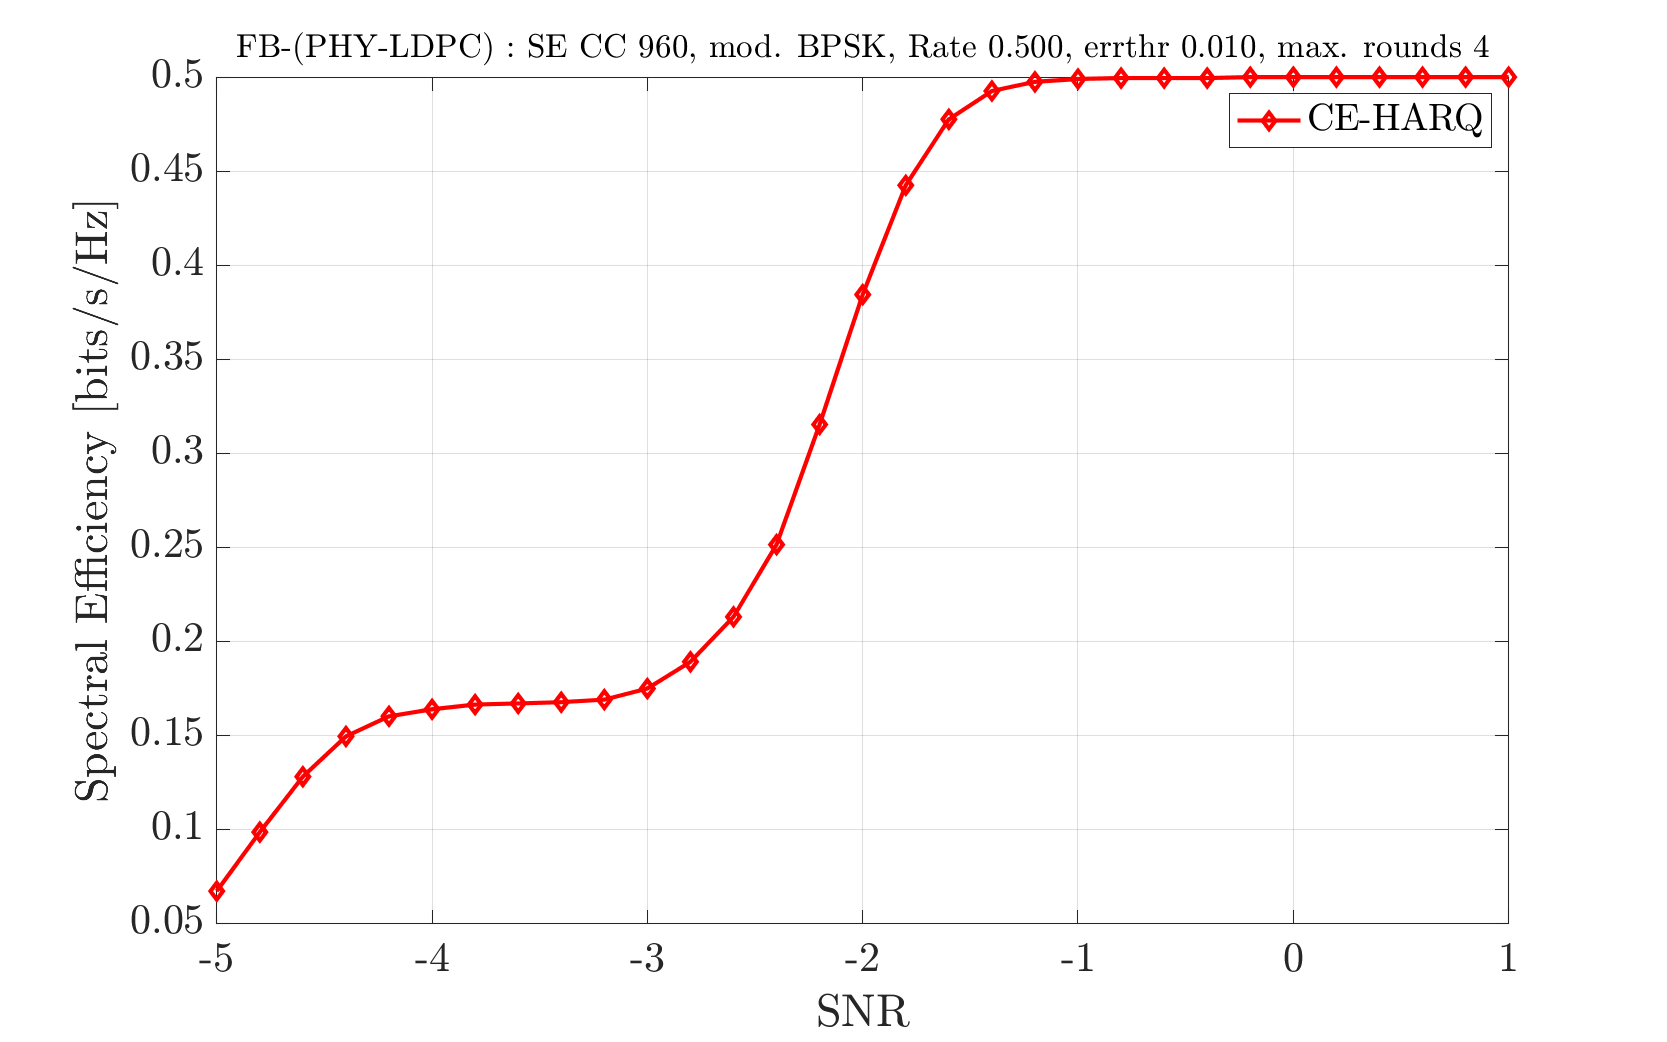 FB-(PHY-LDPC) : SE CC 960, mod. BPSK, Rate 0.500, errthr 0.010, max. rounds 4
0.5
0.45
0.4
0.35
0.3
0.25
0.2
0.15
0.1
0.05
Spectral Efficiency [bits/s/Hz]
CE-HARQ
-5 -4 -3 -2 -1 0 1
SNR